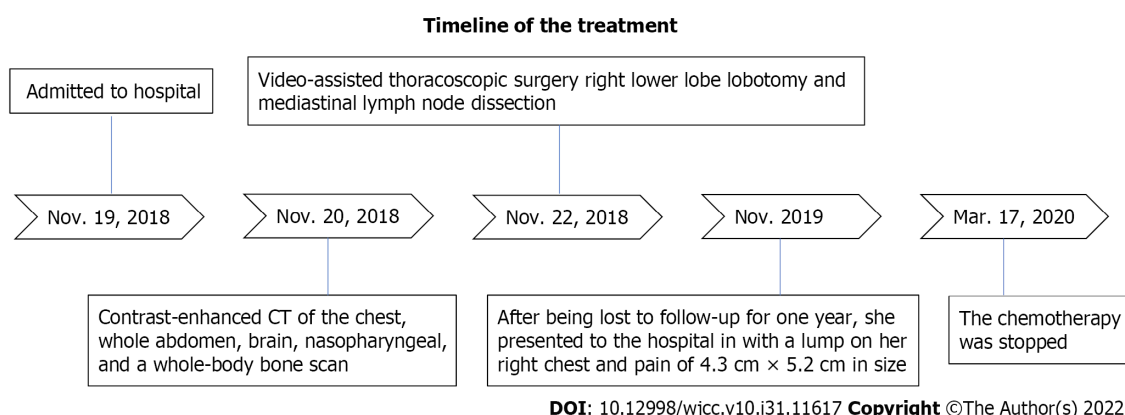 Timeline of the treatment
Admitted to hospital
Video-assisted thoracoscopic surgery right lower lobe lobotomy and
mediastinal lymph node dissection
Nov. 19, 2018
Nov. 20, 2018
Nov. 22, 2018
Nov. 2019
Mar. 17, 2020
Contrast-enhanced CT of the chest,
whole abdomen, brain, nasopharyngeal,
and a whole-body bone scan
After being lost to follow-up for one year, she
presented to the hospital in with a lump on her
right chest and pain of 4.3 cm × 5.2 cm in size
The chemotherapy
was stopped
DOI: 10.12998/wjcc.v10.i31.11617 Copyright ©The Author(s) 2022